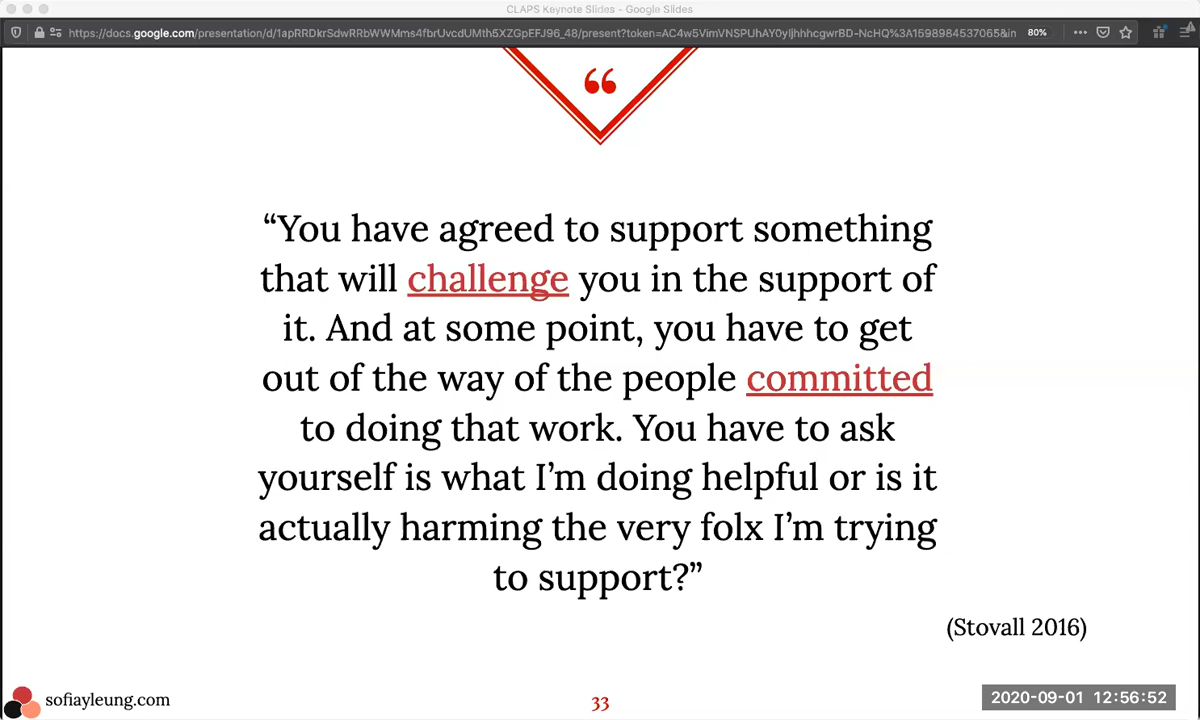 CLAPS Keynote Slides - Google Slides
https://docs.google.com/presentation/d/1apRRDkrSdwRRbWWMms4fbrUvcdUMth5XZGpEFJ96_48/present?token=AC4w5VimVNSPUhAY0yljhhhcgwrBD-NcHQ%3A1598984537065&in 80%
“
“You have agreed to support something
that will challenge you in the support of
it. And at some point, you have to get
out of the way of the people committed
to doing that work. You have to ask
yourself is what I’m doing helpful or is it
actually harming the very folx I’m trying
to support?”
(Stovall 2016)
sofiayleung.com
33
2020-09-01 12:56:52